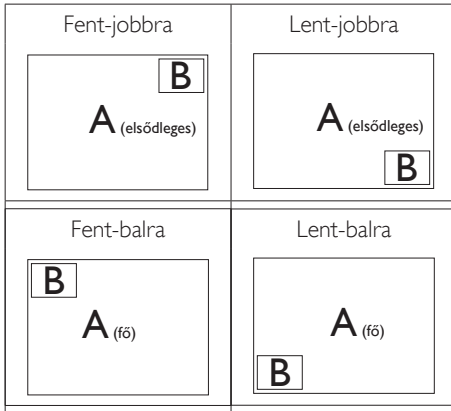 Fent-jobbra
B
A (elsődleges)
Lent-jobbra
A (elsődleges)
B
Fent-balra
B
A (fő)
Lent-balra
A (fő)
B